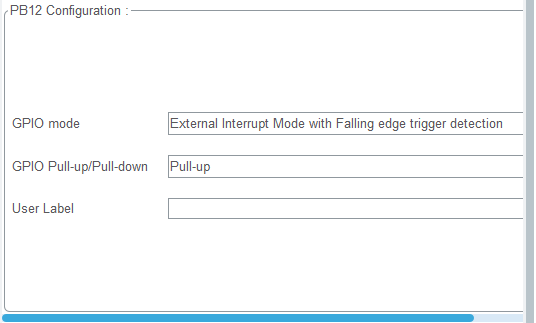 PB12 Configuration :
GPIO mode
External Interrupt Mode with Falling edge trigger detection
GPIO Pull-up/Pull-down
Pull-up
User Label